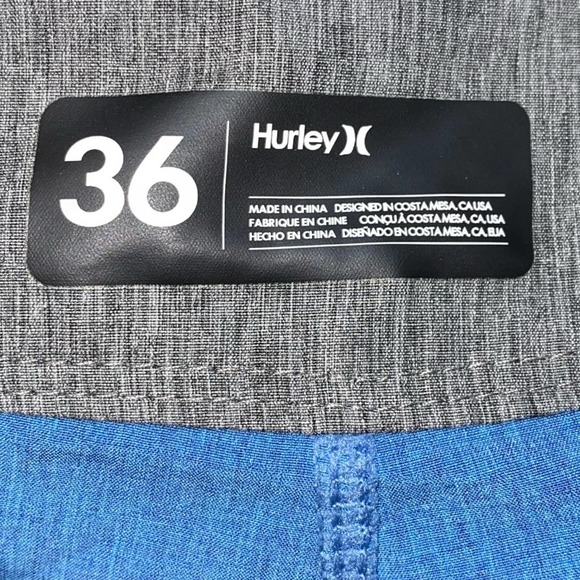 36
Hurley
MADE IN CHINA DESIGNED IN COSTA MESA, CA USA
FABRIQUE EN CHINE CONÇU À COSTA MESA, CA, USA
HECHO EN CHINA DISEÑADO EN COSTA MESA, CA, EUA